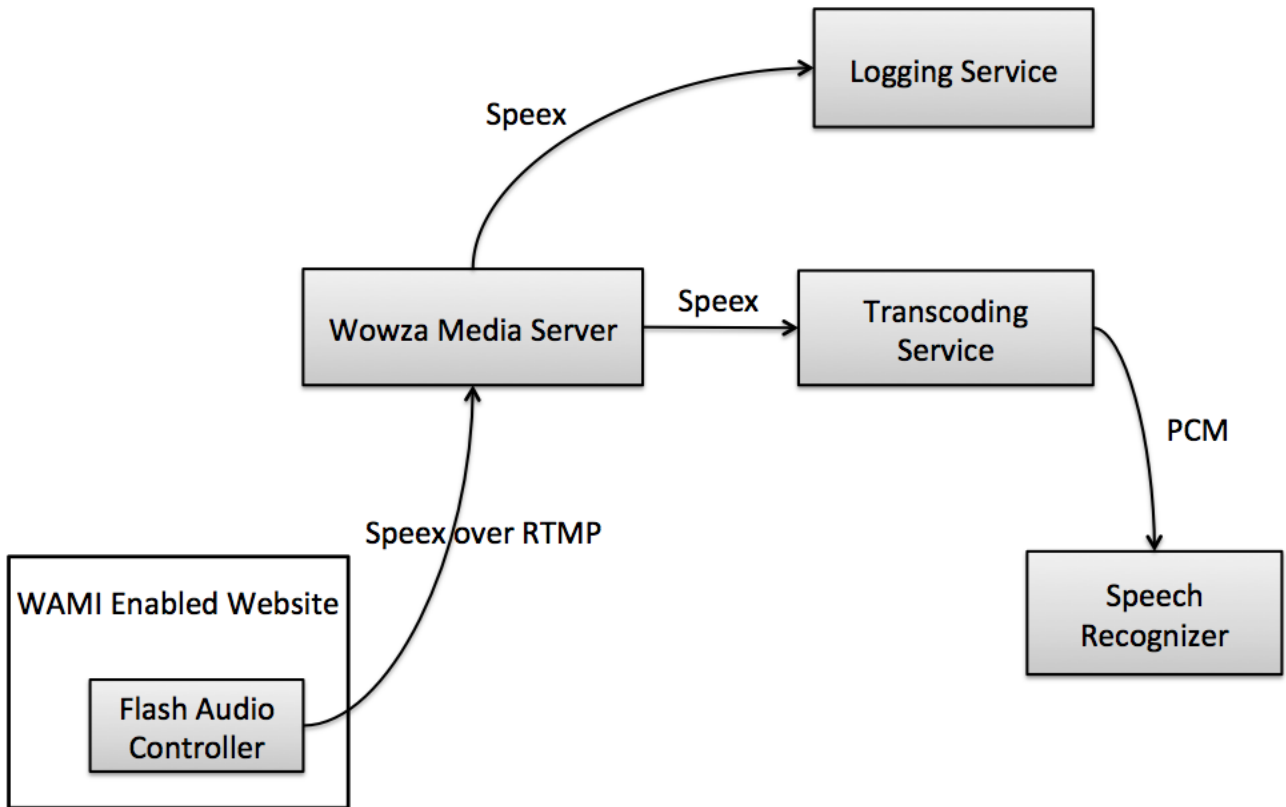 Logging Service
Speex
Wowza Media Server
Speex
Transcoding
Service
PCM
Speex over RTMP
WAMI Enabled Website
Flash Audio
Controller
Speech
Recognizer